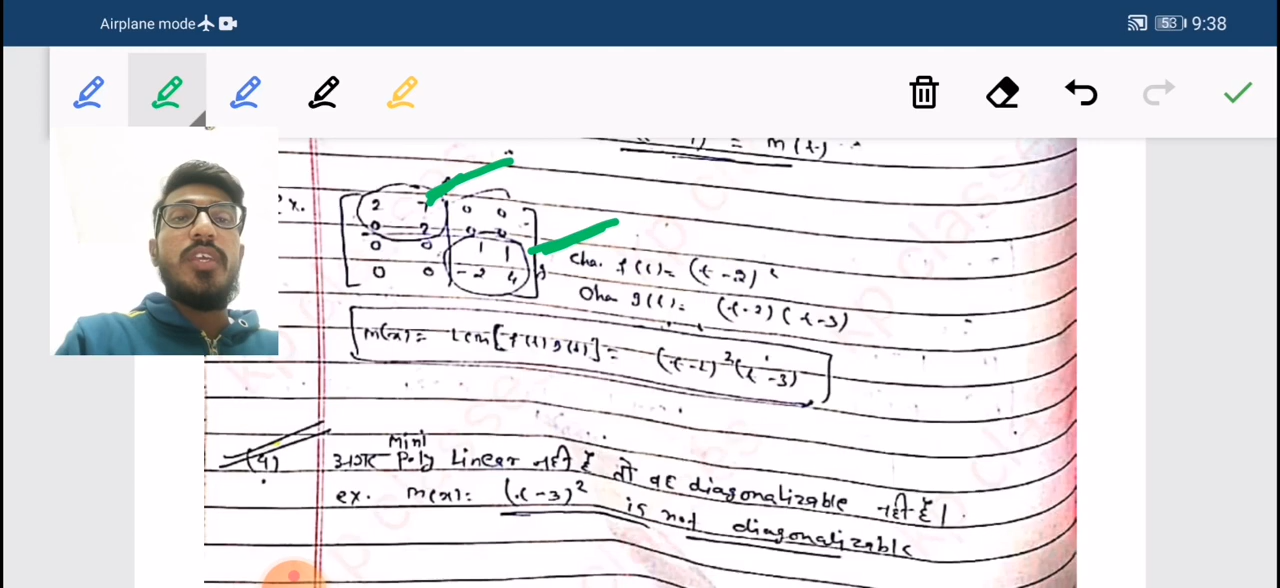 Airplane mode 53 9:38
= m(t)
ex.
2 1 0 0
0 2 0 0
0 0 1 1
0 0 -2 4
Cha. f(t)= (t-2)²
Cha g(t)= (t-2)(t-3)
m(x)= Lcm[f(t)g(t)]= (t-2)²(t-3)
Mini
(4) अगर Poly Linear नही है तो वह diagonalizable नही है।
ex. m(x)= (x-3)² is not diagonalizable